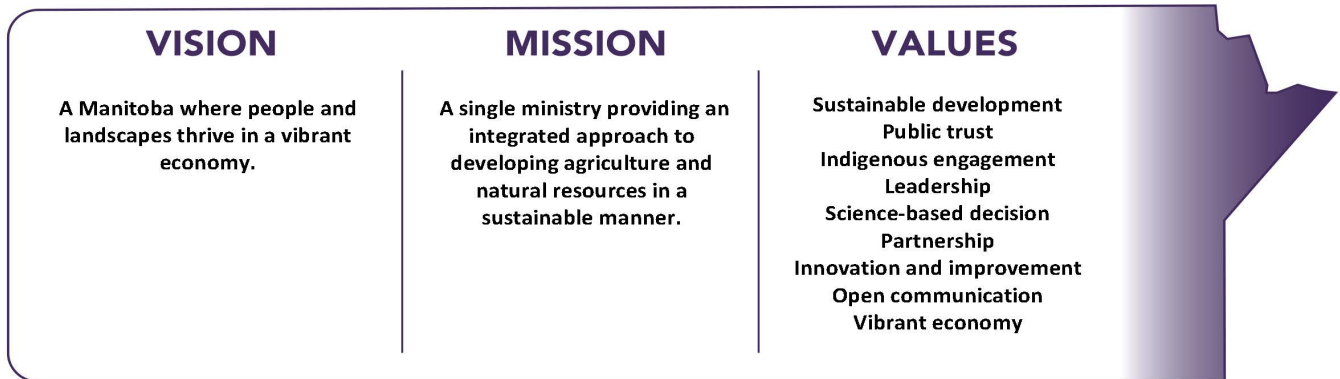 VISION
A Manitoba where people and
landscapes thrive in a vibrant
economy.
MISSION
A single ministry providing an
integrated approach to
developing agriculture and
natural resources in a
sustainable manner.
VALUES
Sustainable development
Public trust
Indigenous engagement
Leadership
Science-based decision
Partnership
Innovation and improvement
Open communication
Vibrant economy